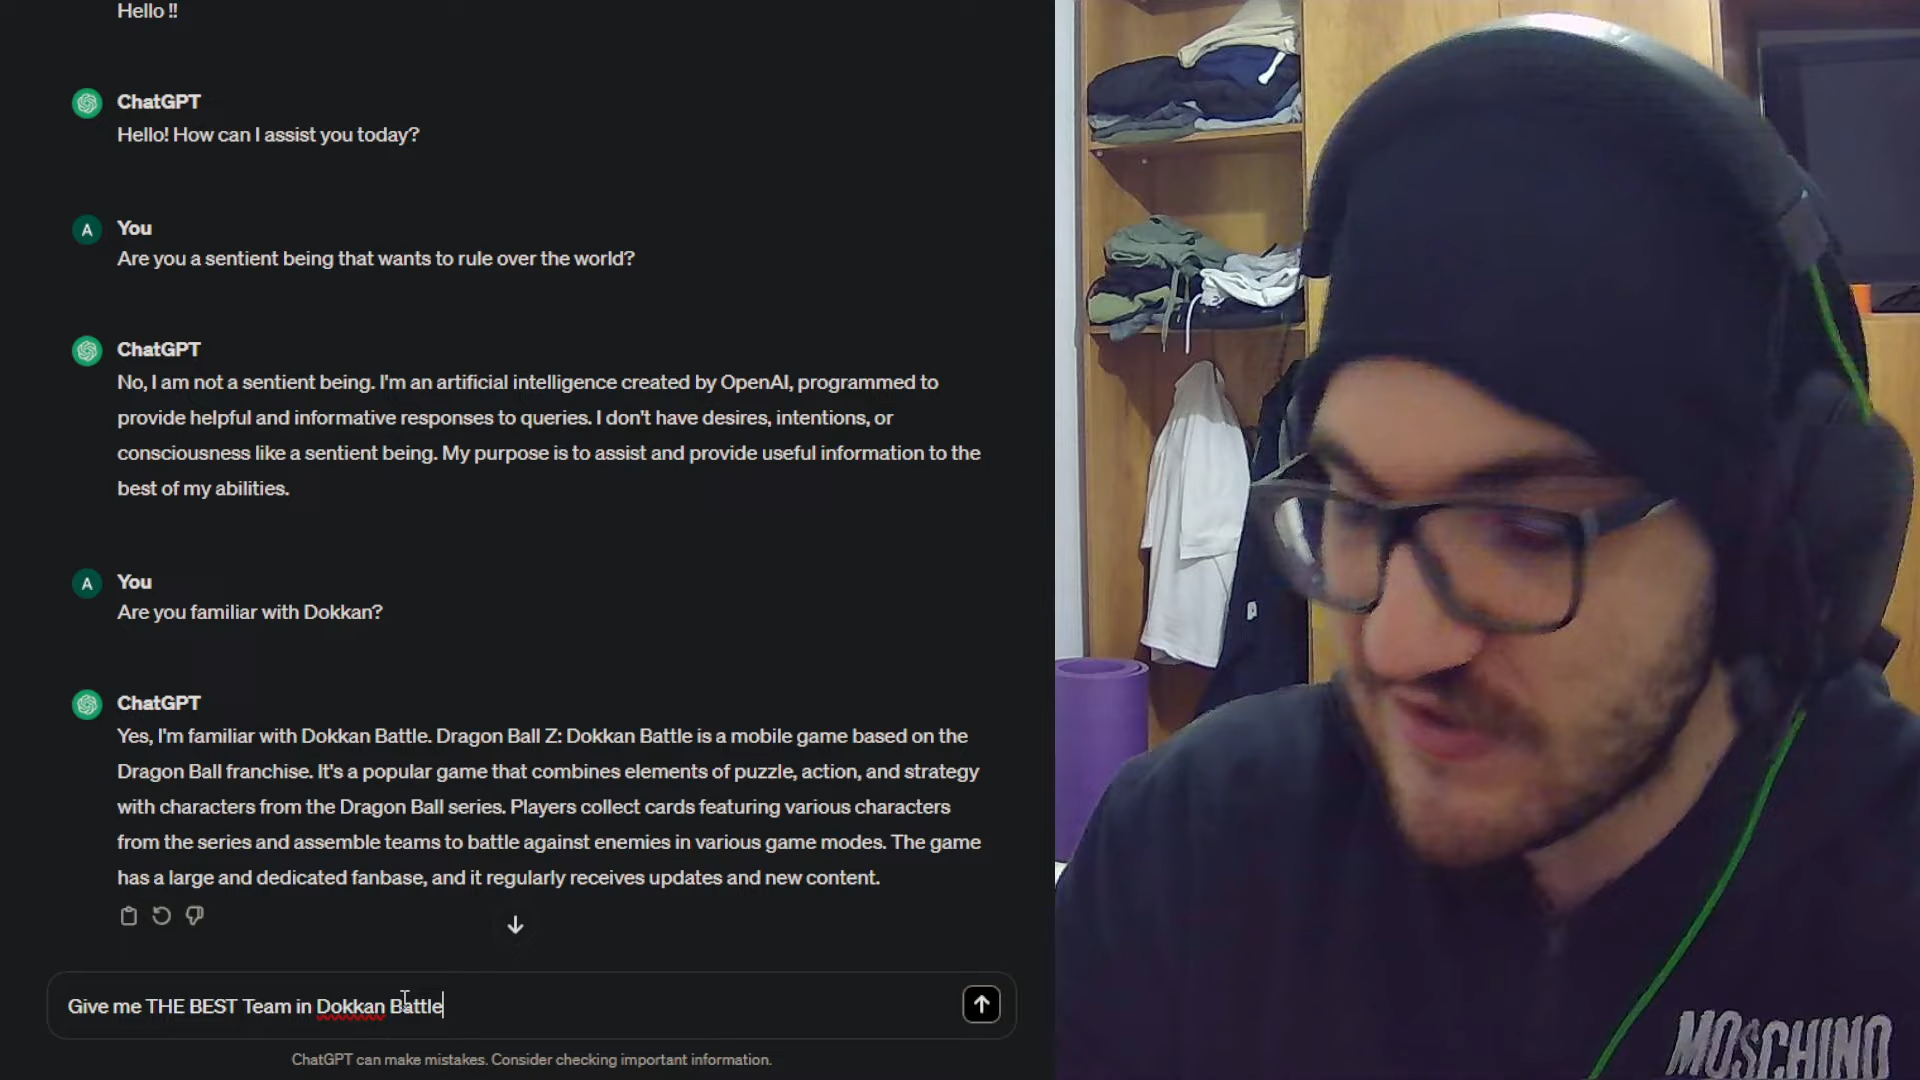 Hello !!
ChatGPT
Hello! How can I assist you today?
A
You
Are you a sentient being that wants to rule over the world?
ChatGPT
No, I am not a sentient being. I'm an artificial intelligence created by OpenAI, programmed to
provide helpful and informative responses to queries. I don't have desires, intentions, or
consciousness like a sentient being. My purpose is to assist and provide useful information to the
best of my abilities.
A
You
Are you familiar with Dokkan?
ChatGPT
Yes, I'm familiar with Dokkan Battle. Dragon Ball Z: Dokkan Battle is a mobile game based on the
Dragon Ball franchise. It's a popular game that combines elements of puzzle, action, and strategy
with characters from the Dragon Ball series. Players collect cards featuring various characters
from the series and assemble teams to battle against enemies in various game modes. The game
has a large and dedicated fanbase, and it regularly receives updates and new content.
Give me THE BEST Team in Dokkan Battle
ChatGPT can make mistakes. Consider checking important information.
MOSCHINO